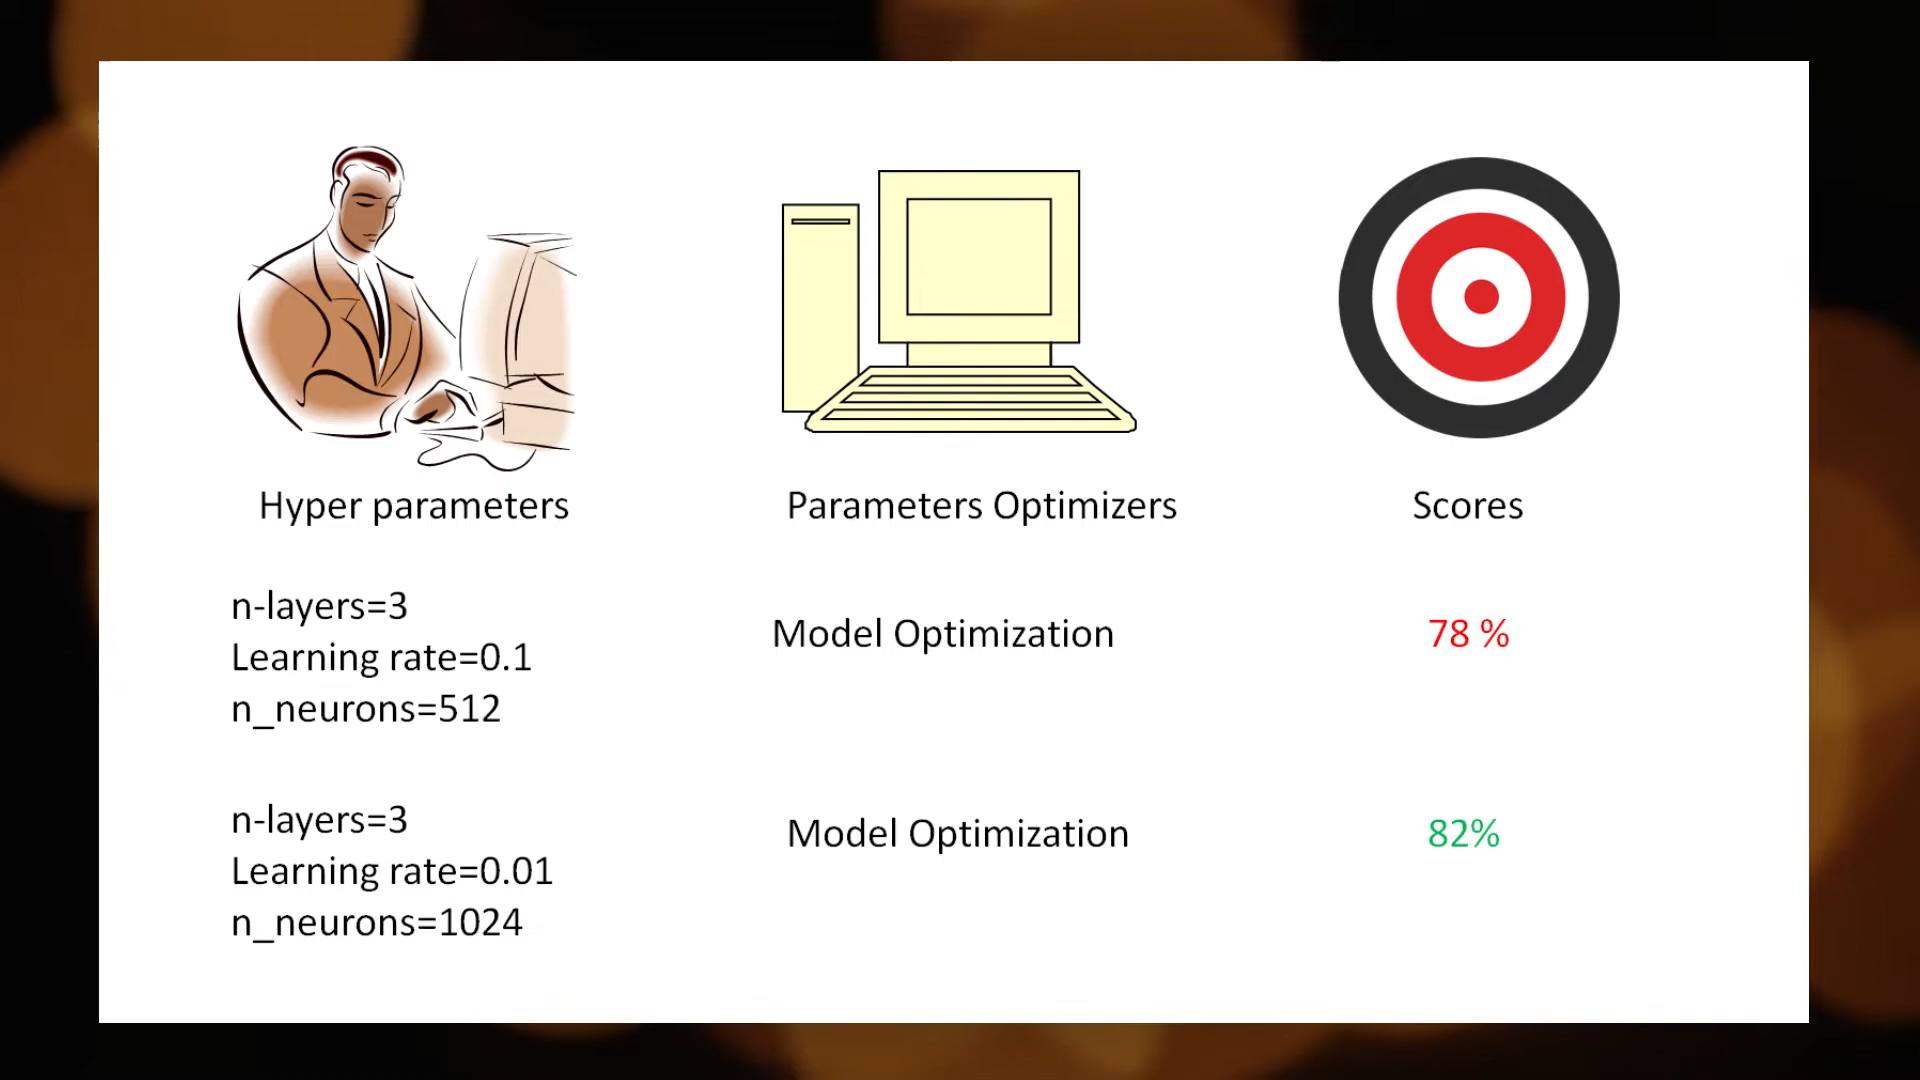 Hyper parameters
Parameters Optimizers
Scores
n-layers=3
Learning rate=0.1
n_neurons=512
Model Optimization
78 %
n-layers=3
Learning rate=0.01
n_neurons=1024
Model Optimization
82%